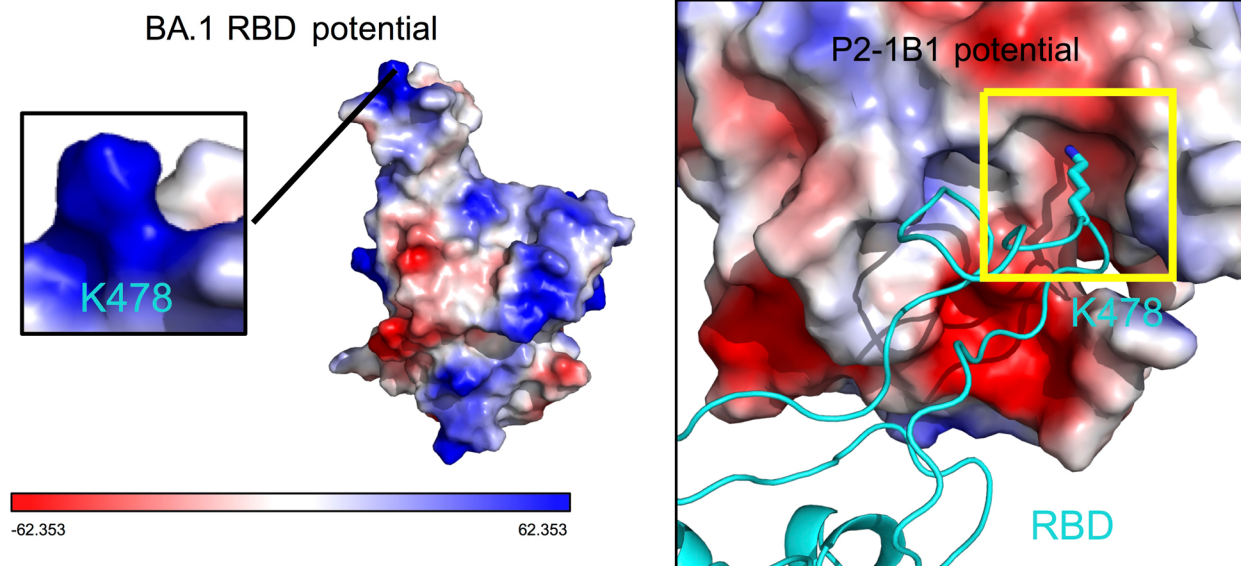 BA.1 RBD potential
K478
-62.353
62.353
P2-1B1 potential
K478
RBD